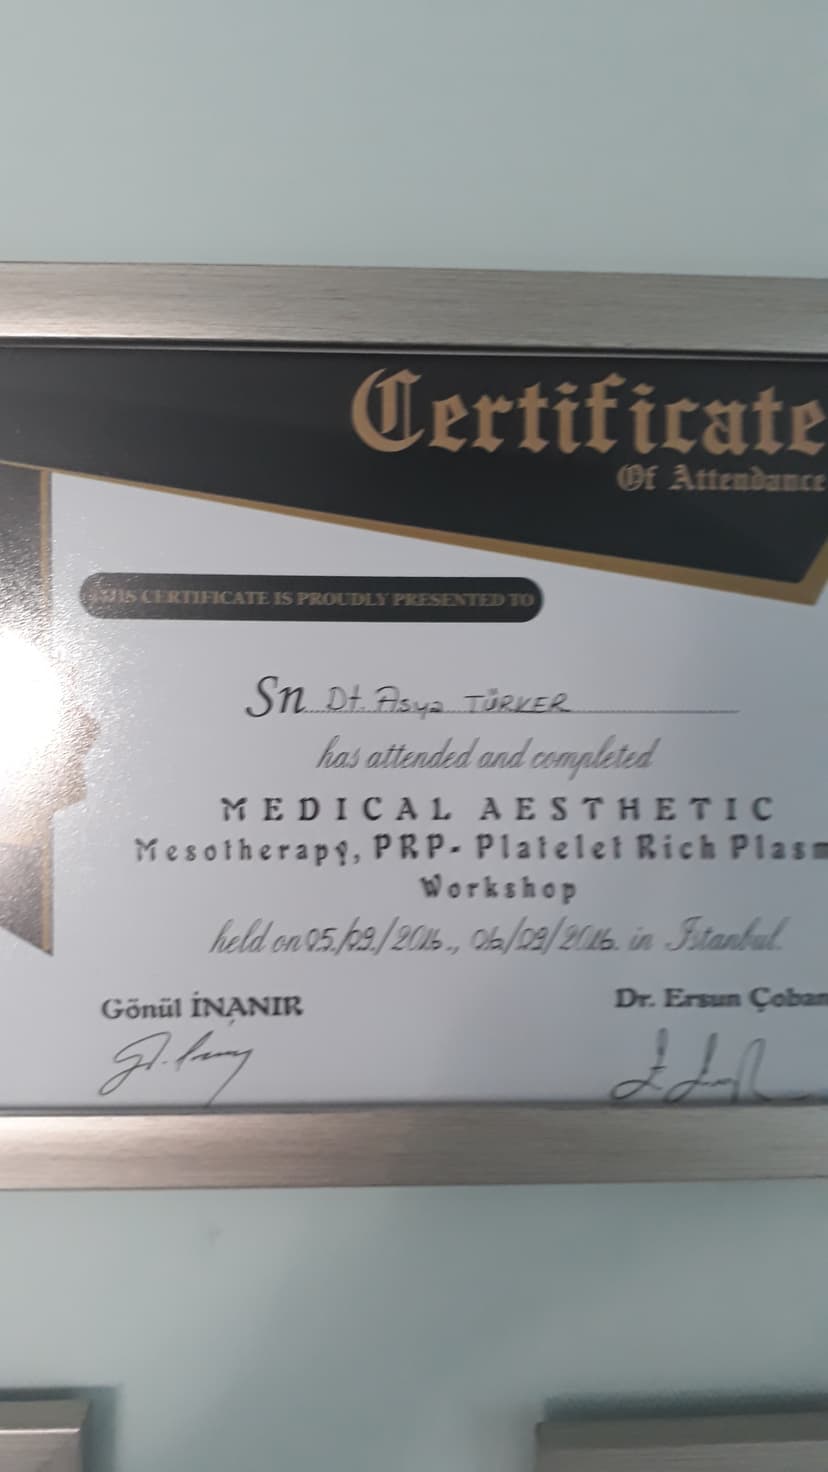 Certificate
Of Attendance
THIS CERTIFICATE IS PROUDLY PRESENTED TO
Sn Dt. Asya TÜRKER
has attended and completed
MEDICAL AESTHETIC
Mesotherapy, PRP- Platelet Rich Plasm
Workshop
held on 05/09/2016., 06/09/2016. in İstanbul.
Gönül İNANIR
Dr. Ersun Çoban